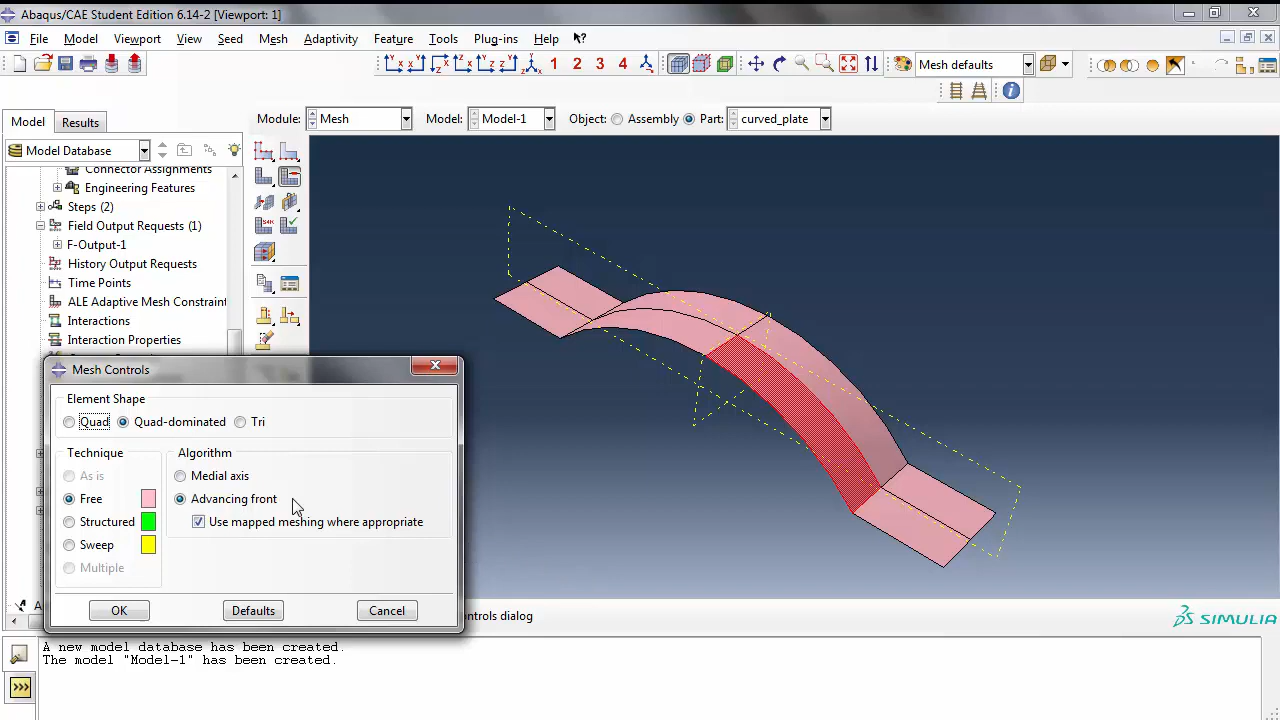 Abaqus/CAE Student Edition 6.14-2 [Viewport: 1]
File Model Viewport View Seed Mesh Adaptivity Feature Tools Plug-ins Help
1 2 3 4 Mesh defaults
Model Results Module: Mesh Model: Model-1 Object: Assembly Part: curved_plate
Model Database
Connector Assignments
Engineering Features
Steps (2)
Field Output Requests (1)
F-Output-1
History Output Requests
Time Points
ALE Adaptive Mesh Constraint
Interactions
Interaction Properties
Mesh Controls
Element Shape
Quad Quad-dominated Tri
Technique Algorithm
As is Medial axis
Free Advancing front
Structured Use mapped meshing where appropriate
Sweep
Multiple
OK Defaults Cancel
ontrols dialog
SIMULIA
A new model database has been created.
The model "Model-1" has been created.